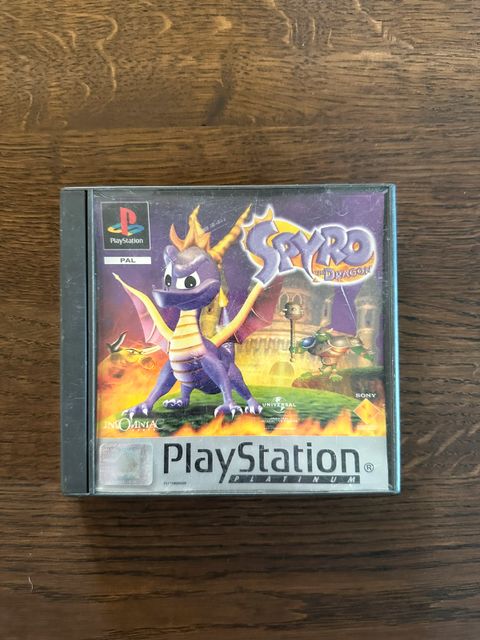 PlayStation
PAL
SPYRO
THE DRAGON
INSOMNIAC
UNIVERSAL
SONY
PlayStation®
PLATINUM